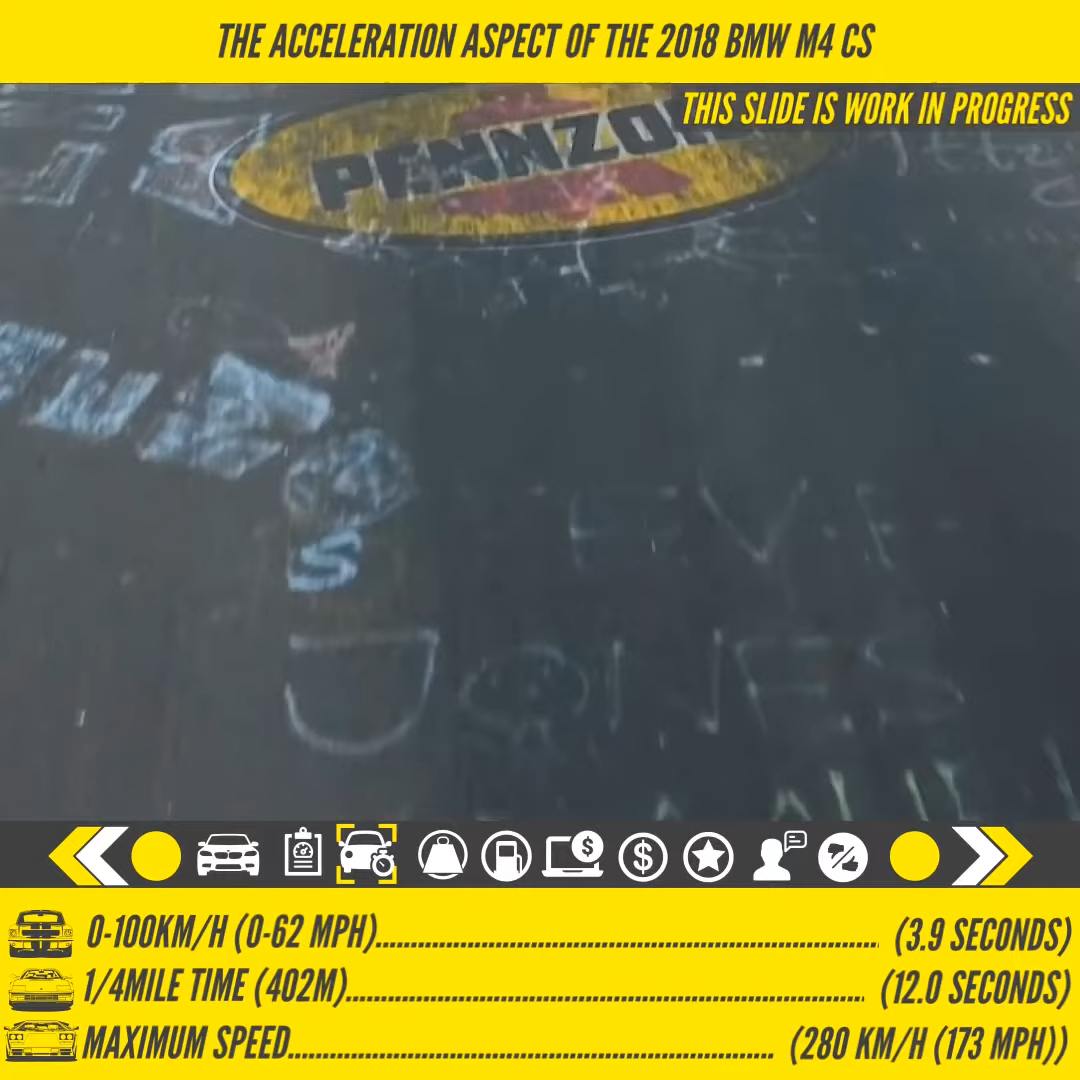 THE ACCELERATION ASPECT OF THE 2018 BMW M4 CS
THIS SLIDE IS WORK IN PROGRESS
S
0-100KM/H (0-62 MPH)................................................................................ (3.9 SECONDS)
1/4MILE TIME (402M)................................................................................ (12.0 SECONDS)
MAXIMUM SPEED................................................................................ (280 KM/H (173 MPH))